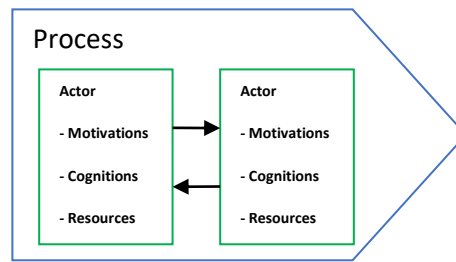 Process
Actor
- Motivations
- Cognitions
- Resources
Actor
- Motivations
- Cognitions
- Resources